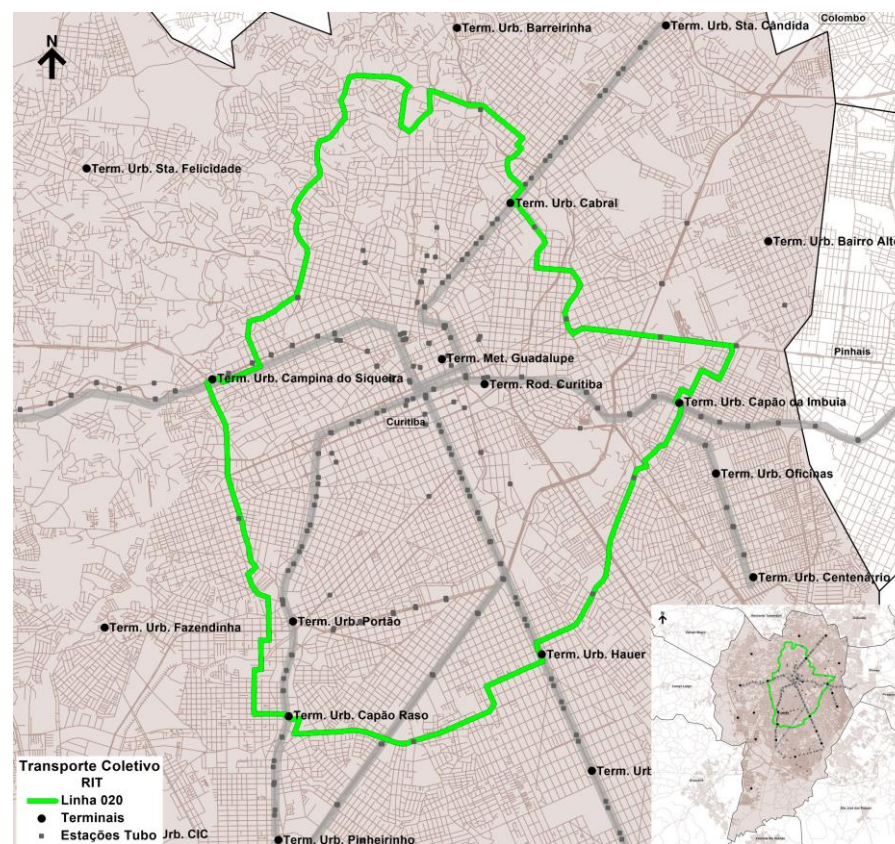 Colombo
Term. Urb. Barreirinha
Term. Urb. Sta. Cândida
N
Term. Urb. Sta. Felicidade
Term. Urb. Cabral
Term. Urb. Bairro Alto
Pinhais
Term. Met. Guadalupe
Term. Urb. Campina do Siqueira
Term. Rod. Curitiba
Term. Urb. Capão da Imbuia
Curitiba
Term. Urb. Oficinas
Term. Urb. Centenário
Term. Urb. Portão
Term. Urb. Fazendinha
Term. Urb. Hauer
Term. Urb. Capão Raso
Transporte Coletivo
RIT
Linha 020
Terminais
Estações Tubo
Term. Urb
Urb. CIC
Term. Urb. Pinheirinho